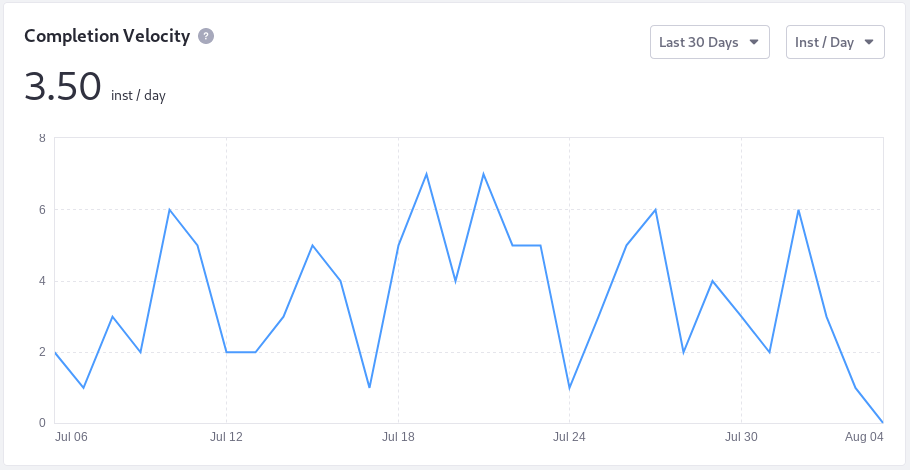 Completion Velocity ?
Last 30 Days
Inst / Day
3.50 inst / day
8
6
4
2
0
Jul 06 Jul 12 Jul 18 Jul 24 Jul 30 Aug 04